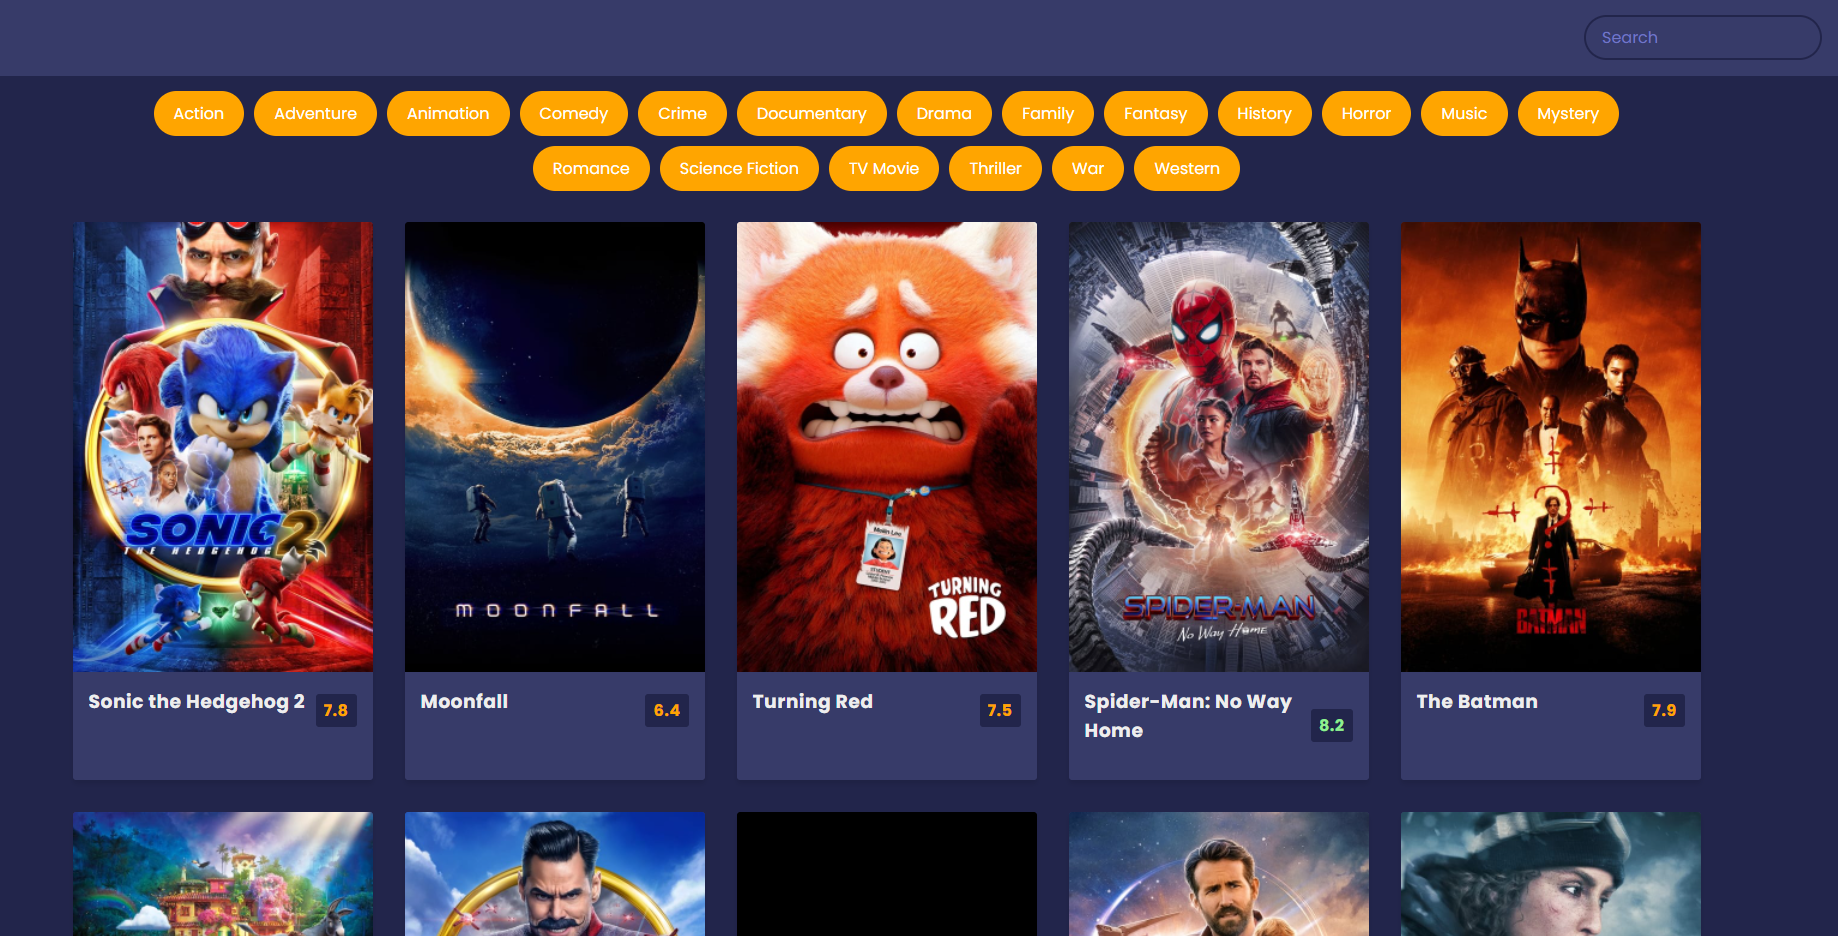 Search
Action Adventure Animation Comedy Crime Documentary Drama Family Fantasy History Horror Music Mystery
Romance Science Fiction TV Movie Thriller War Western
SONIC 2
THE HEDGEHOG
MOONFALL
STUDENT
TURNING
RED
SPIDER-MAN
No Way Home
THE
BATMAN
Sonic the Hedgehog 2 7.8
Moonfall 6.4
Turning Red 7.5
Spider-Man: No Way
Home 8.2
The Batman 7.9